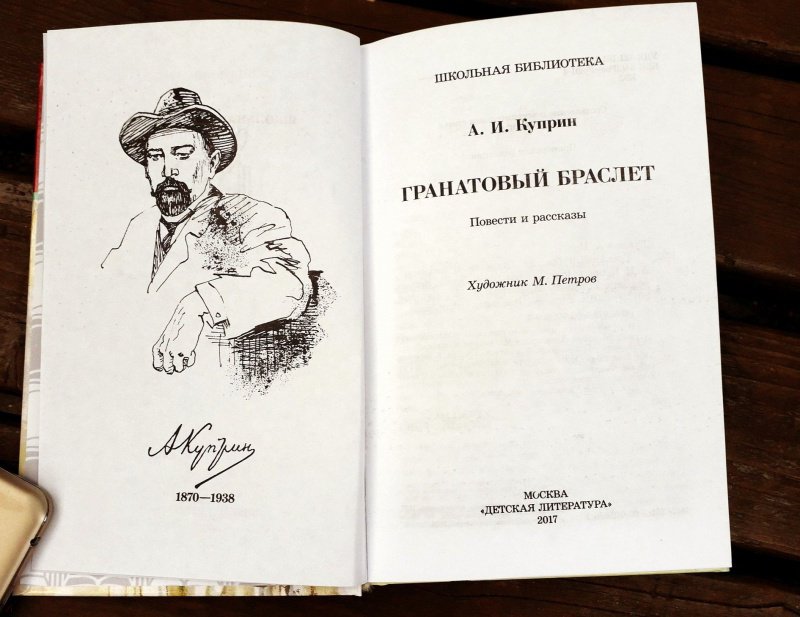 А Куприн
1870—1938
ШКОЛЬНАЯ БИБЛИОТЕКА
А. И. Куприн
ГРАНАТОВЫЙ БРАСЛЕТ
Повести и рассказы
Художник М. Петров
МОСКВА
«ДЕТСКАЯ ЛИТЕРАТУРА»
2017